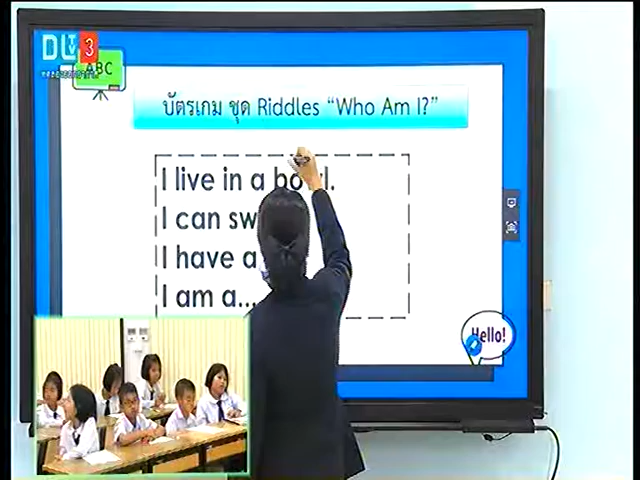 DLTV 3
ABC
บัตรเกม ชุด Riddles “Who Am I?”
I live in a bowl.
I can sw
I have a
I am a...
Hello!